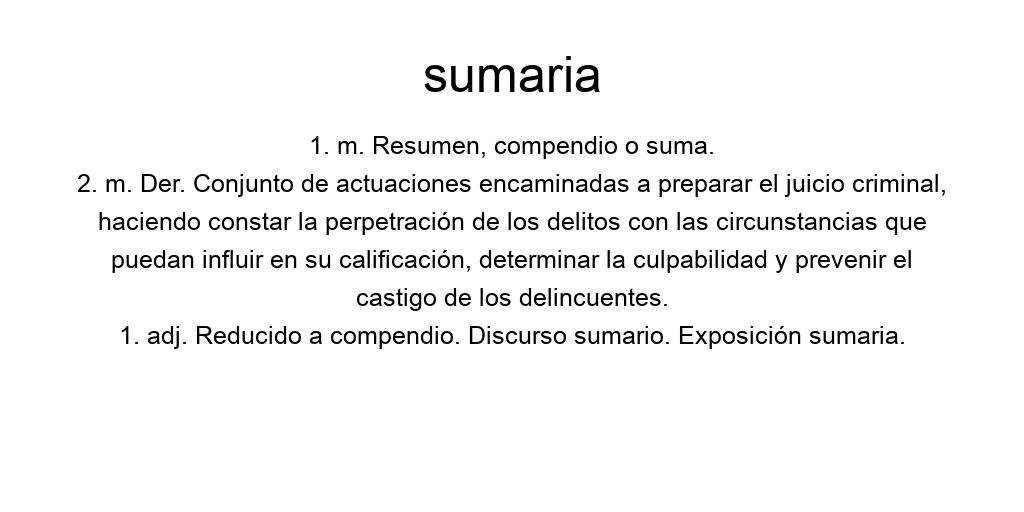 sumaria
1. m. Resumen, compendio o suma.
2. m. Der. Conjunto de actuaciones encaminadas a preparar el juicio criminal,
haciendo constar la perpetración de los delitos con las circunstancias que
puedan influir en su calificación, determinar la culpabilidad y prevenir el
castigo de los delincuentes.
1. adj. Reducido a compendio. Discurso sumario. Exposición sumaria.